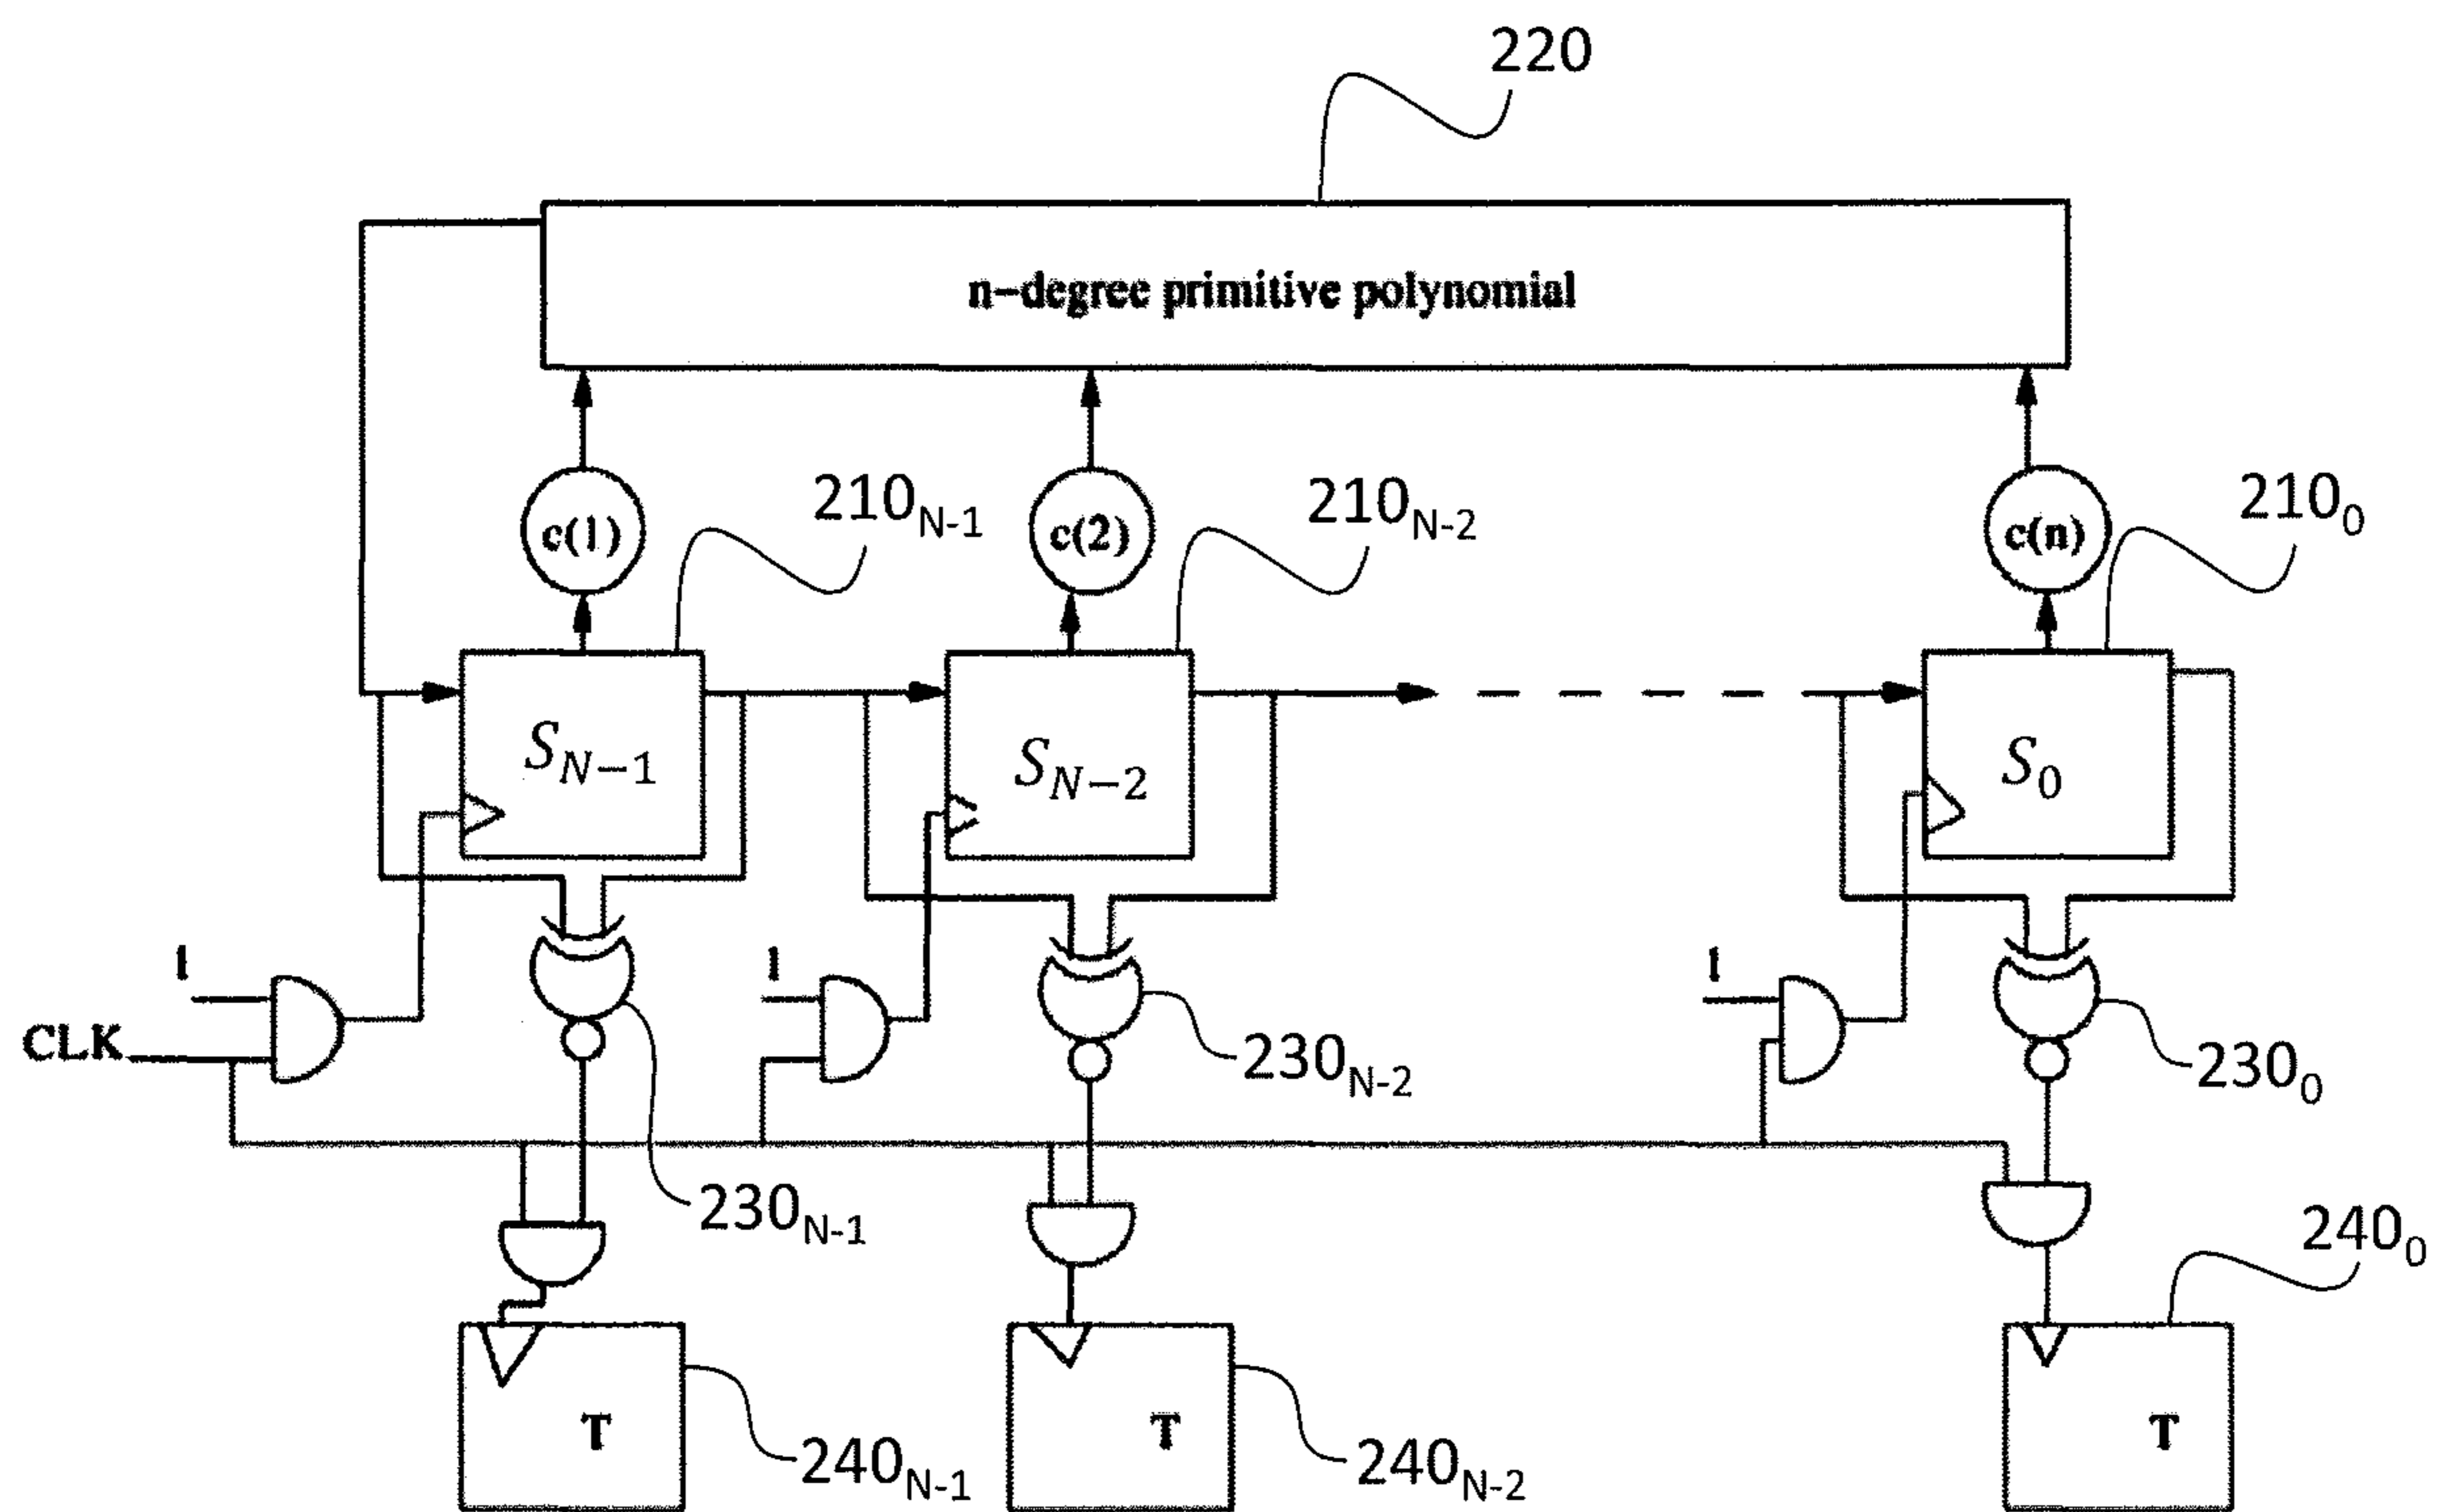 220
n-degree primitive polynomial
c(1)
210N-1
c(2)
210N-2
c(n)
210₀
SN−1
SN−2
S₀
1
1
1
CLK
230N-2
230₀
230N-1
240₀
T
T
T
240N-1
240N-2